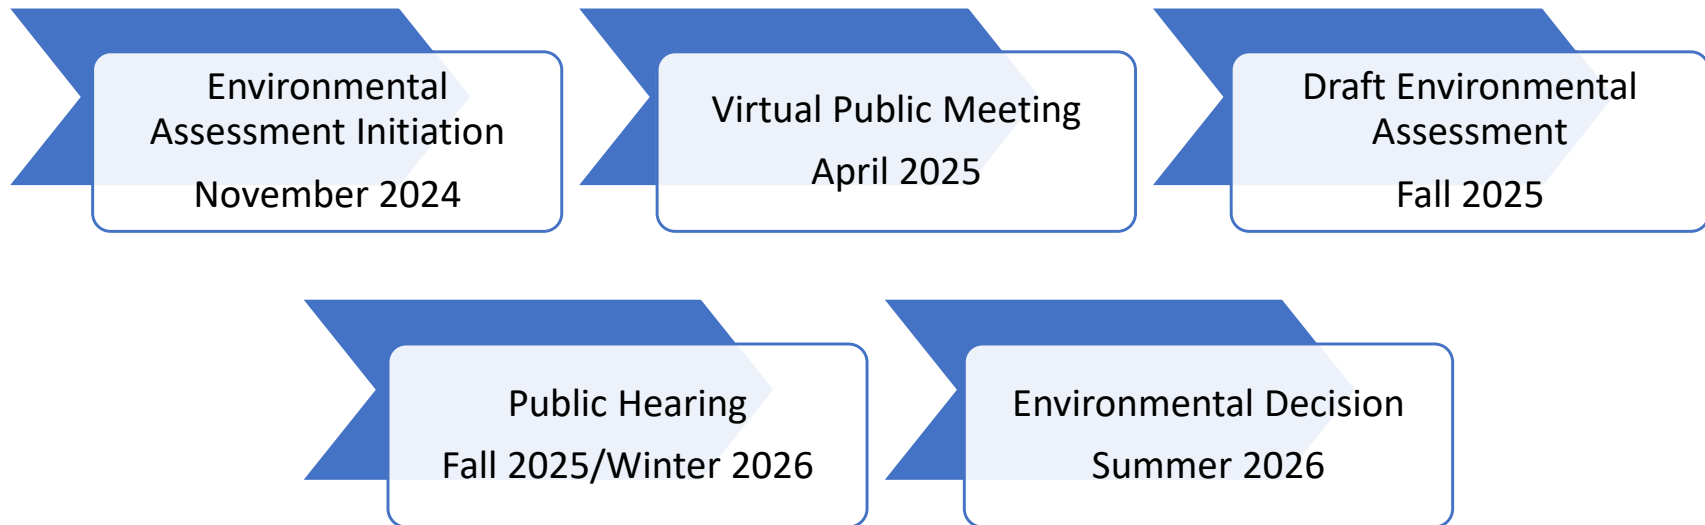 Environmental
Assessment Initiation
November 2024
Virtual Public Meeting
April 2025
Draft Environmental
Assessment
Fall 2025
Public Hearing
Fall 2025/Winter 2026
Environmental Decision
Summer 2026